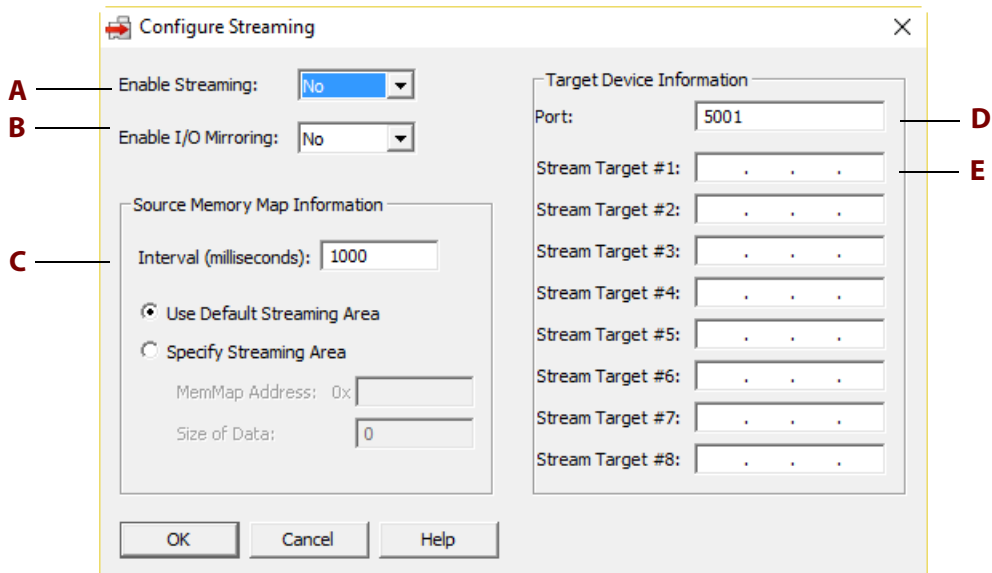 Configure Streaming
A
Enable Streaming: No
B
Enable I/O Mirroring: No
Source Memory Map Information
C
Interval (milliseconds): 1000
Use Default Streaming Area
Specify Streaming Area
MemMap Address: 0x
Size of Data: 0
Target Device Information
Port: 5001
D
Stream Target #1: . . .
E
Stream Target #2: . . .
Stream Target #3: . . .
Stream Target #4: . . .
Stream Target #5: . . .
Stream Target #6: . . .
Stream Target #7: . . .
Stream Target #8: . . .
OK Cancel Help